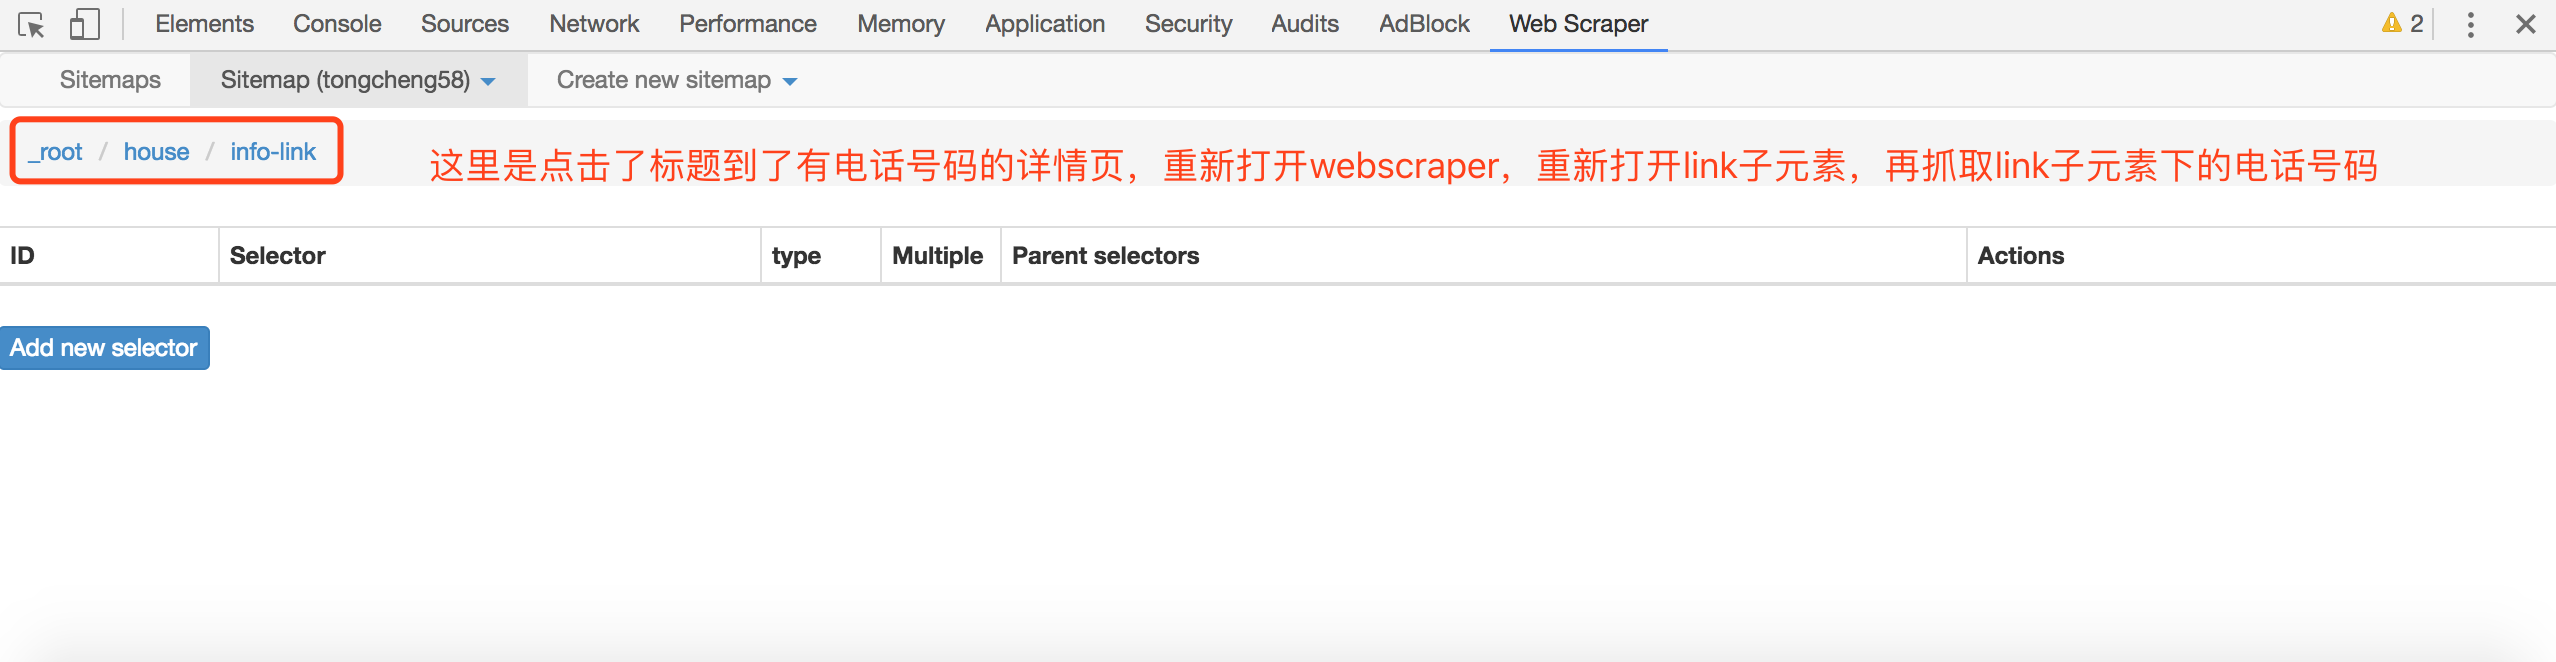 Elements Console Sources Network Performance Memory Application Security Audits AdBlock Web Scraper 2
Sitemaps Sitemap (tongcheng58) Create new sitemap
_root / house / info-link
这里是点击了标题到了有电话号码的详情页，重新打开webscraper，重新打开link子元素，再抓取link子元素下的电话号码
ID Selector type Multiple Parent selectors Actions
Add new selector